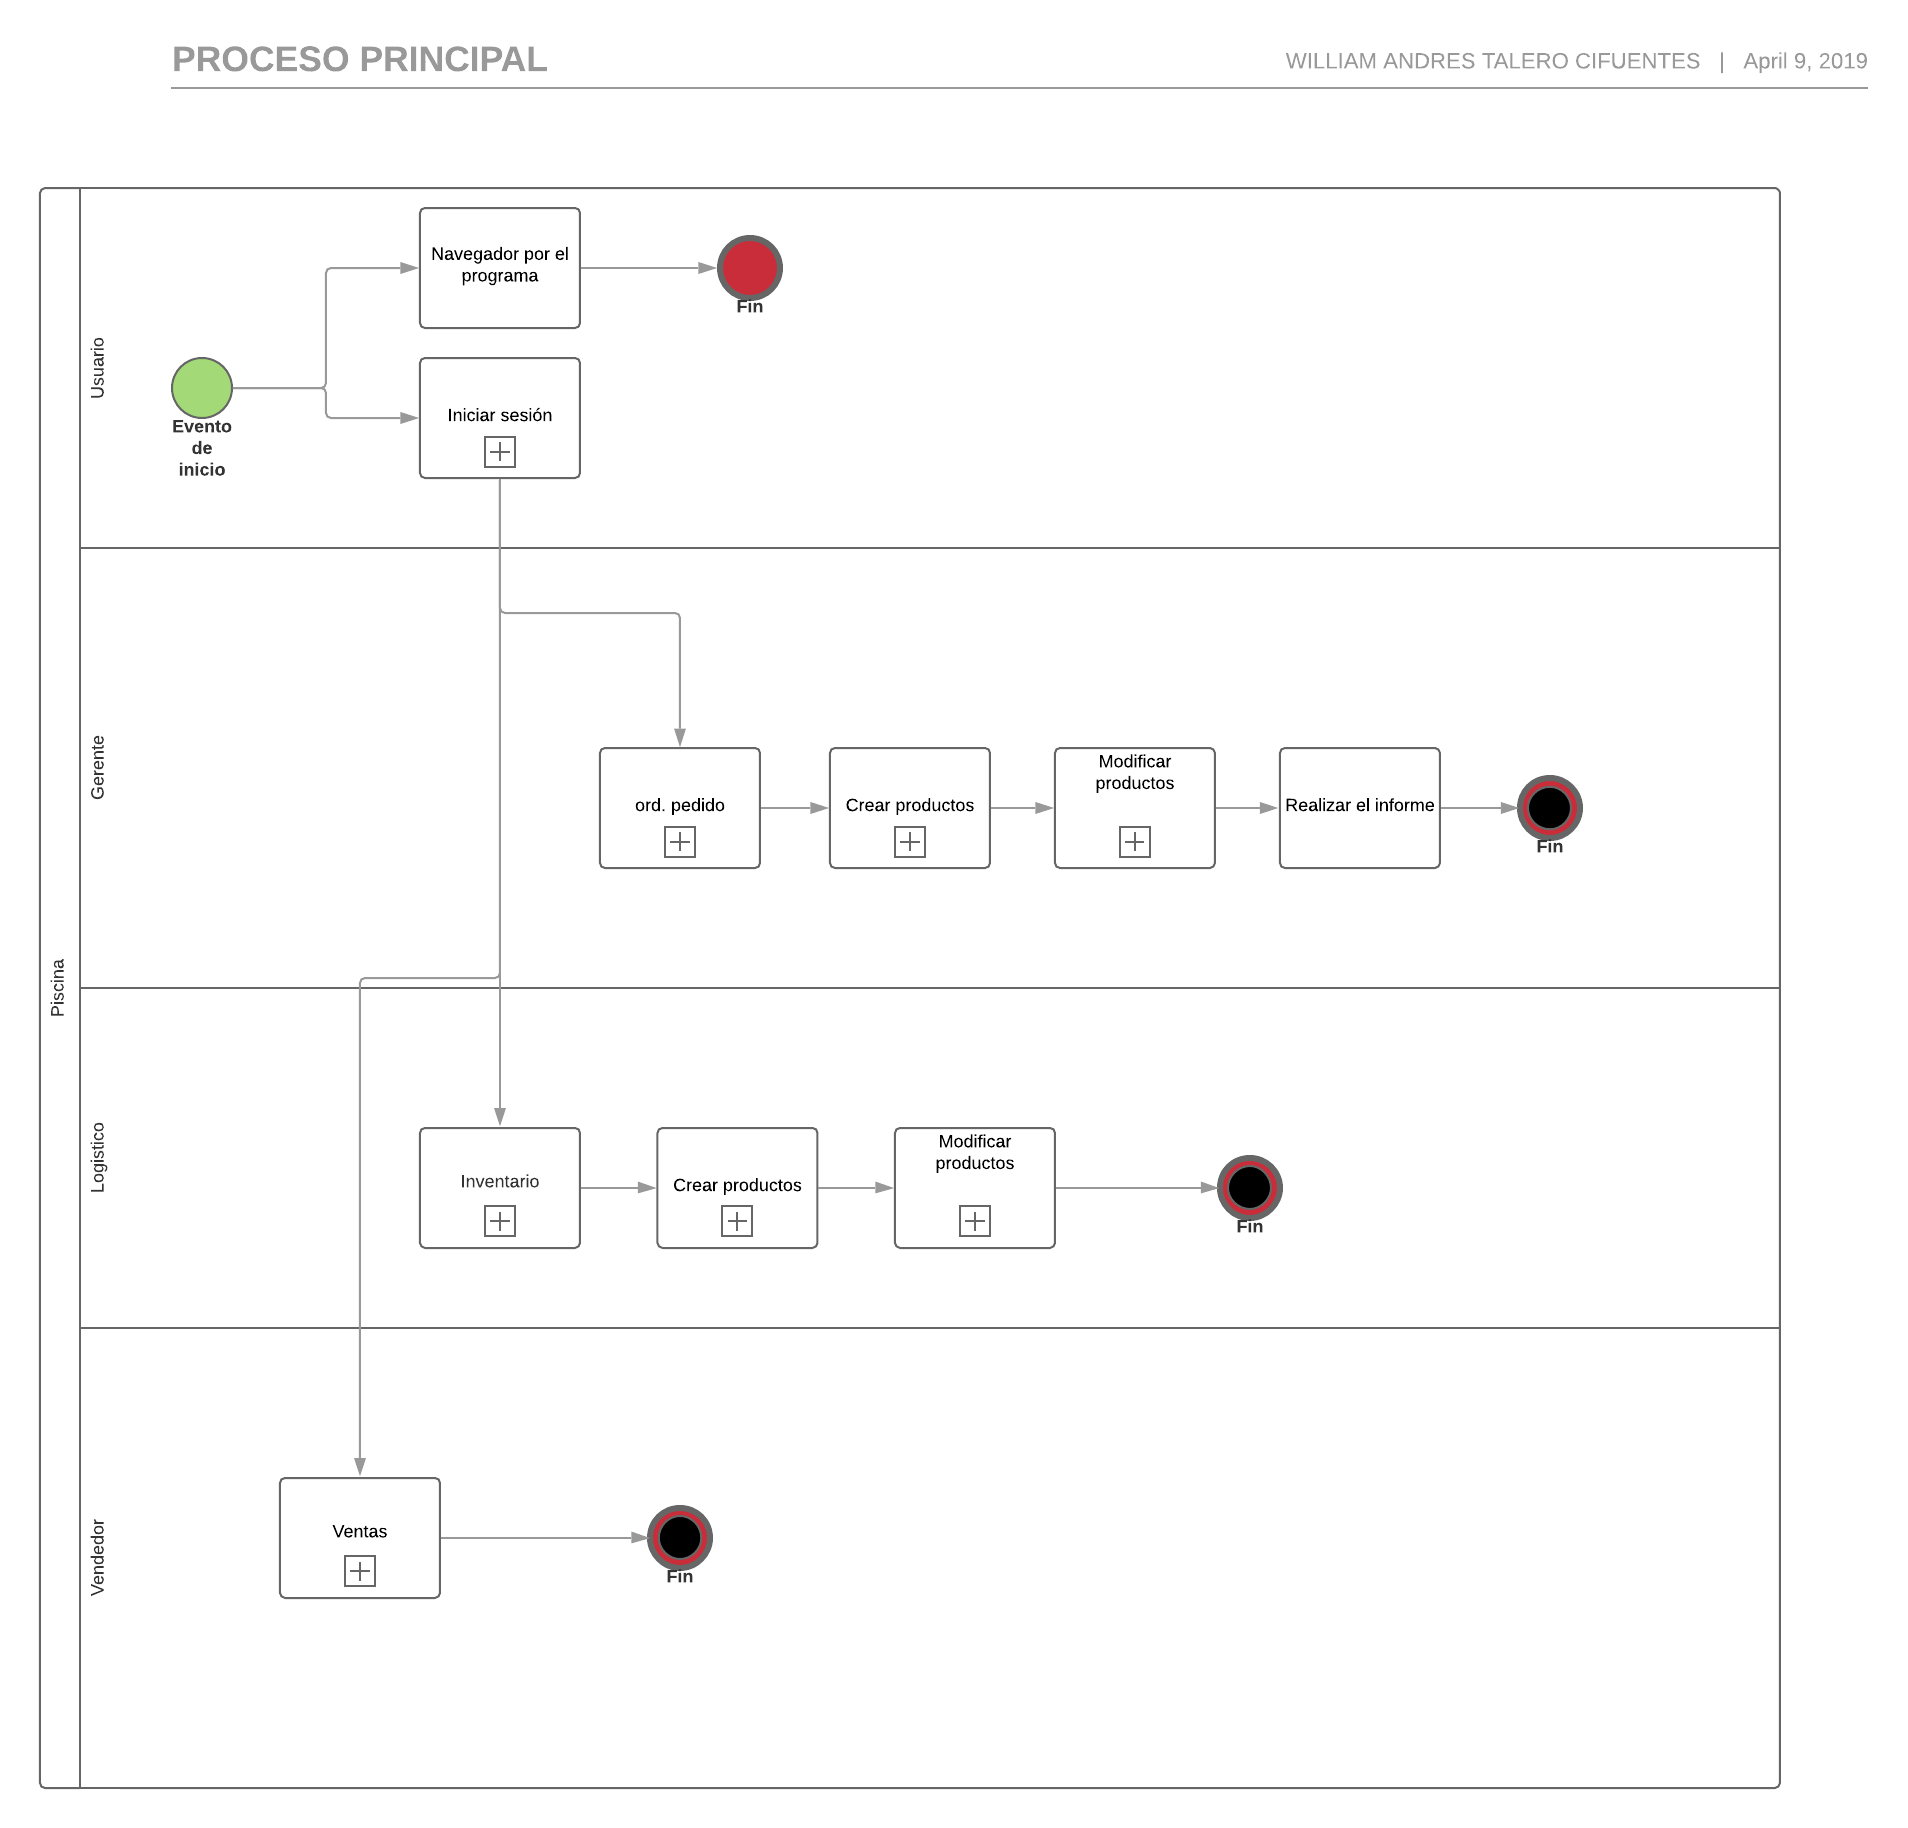 PROCESO PRINCIPAL
WILLIAM ANDRES TALERO CIFUENTES | April 9, 2019
Piscina
Usuario
Navegador por el
programa
Fin
Evento
de
inicio
Iniciar sesión
Gerente
ord. pedido
Crear productos
Modificar
productos
Realizar el informe
Fin
Logistico
Inventario
Crear productos
Modificar
productos
Fin
Vendedor
Ventas
Fin